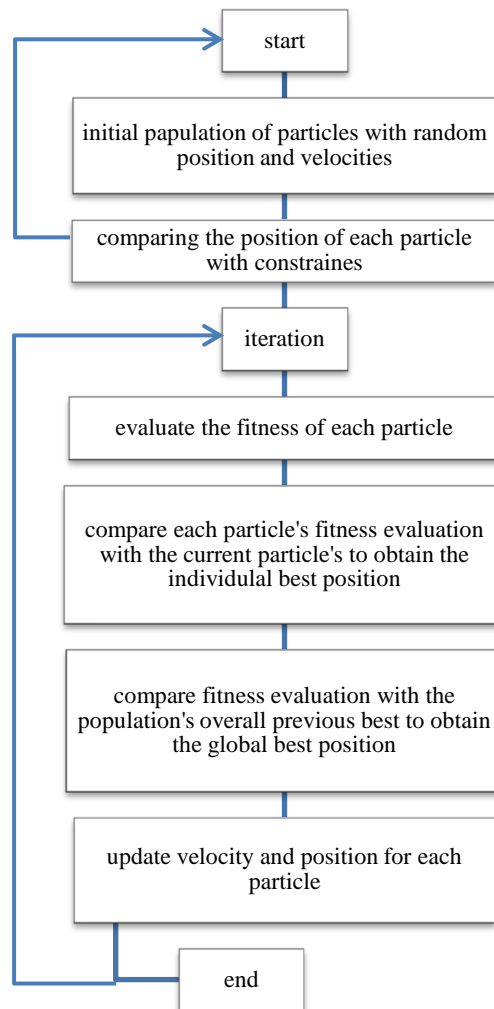 start
initial papulation of particles with random
position and velocities
comparing the position of each particle
with constraines
iteration
evaluate the fitness of each particle
compare each particle's fitness evaluation
with the current particle's to obtain the
individulal best position
compare fitness evaluation with the
population's overall previous best to obtain
the global best position
update velocity and position for each
particle
end